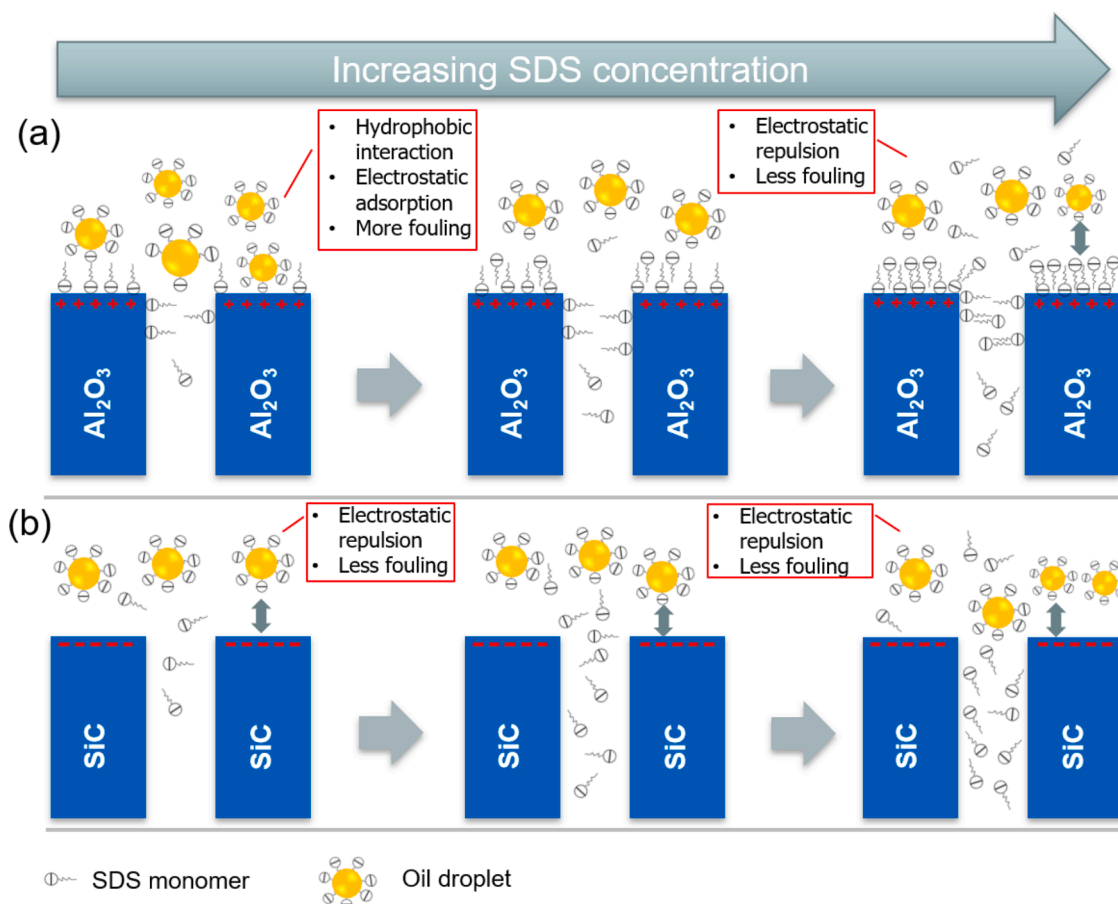 Increasing SDS concentration
(a)
• Hydrophobic
interaction
• Electrostatic
adsorption
• More fouling
• Electrostatic
repulsion
• Less fouling
+ + + + +
+ + + + +
+ + + + +
+ + + + +
+ + + + +
+ + + + +
Al₂O₃
Al₂O₃
Al₂O₃
Al₂O₃
Al₂O₃
Al₂O₃
(b)
• Electrostatic
repulsion
• Less fouling
• Electrostatic
repulsion
• Less fouling
SiC
SiC
SiC
SiC
SiC
SiC
SDS monomer
Oil droplet